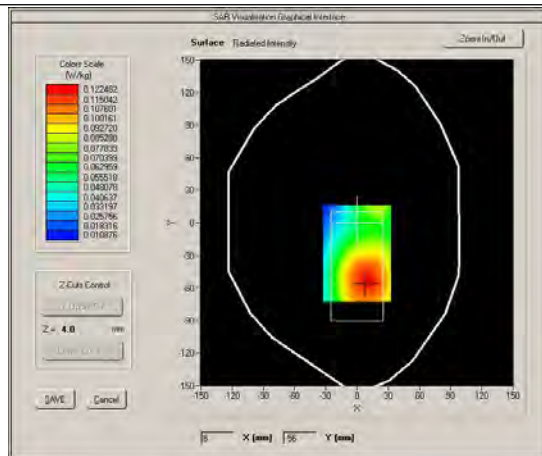 SAR Visualisation Graphical Interface
Surface Radiated Intensity
Zoom In/Out
Colors Scale
(W/kg)
0.122482
0.115042
0.107601
0.100161
0.092720
0.085280
0.077839
0.070399
0.062959
0.055518
0.048078
0.040637
0.033197
0.025756
0.018316
0.010876
150
120
90
60
30
0
-30
-60
-90
-120
-150
Y
-150 -120 -90 -60 -30 0 30 60 90 120 150
X
Z-Cuts Control
Z = 4.0 mm
SAVE Cancel
8 X (mm) -56 Y (mm)